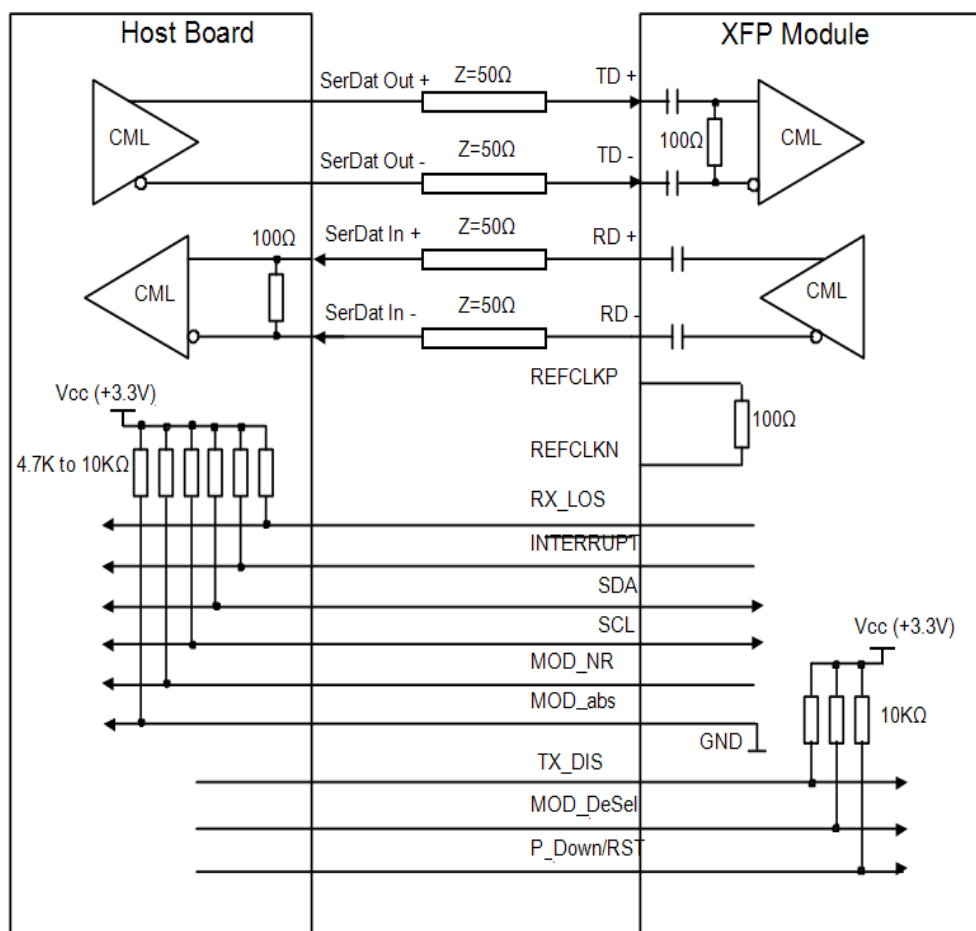 Host Board
XFP Module
SerDat Out +
Z=50Ω
TD +
CML
100Ω
CML
SerDat Out -
Z=50Ω
TD -
SerDat In +
Z=50Ω
RD +
100Ω
CML
CML
SerDat In -
Z=50Ω
RD -
REFCLKP
Vcc (+3.3V)
100Ω
REFCLKN
4.7K to 10KΩ
RX_LOS
INTERRUPT
SDA
SCL
Vcc (+3.3V)
MOD_NR
MOD_abs
10KΩ
GND
TX_DIS
MOD_DeSel
P_Down/RST